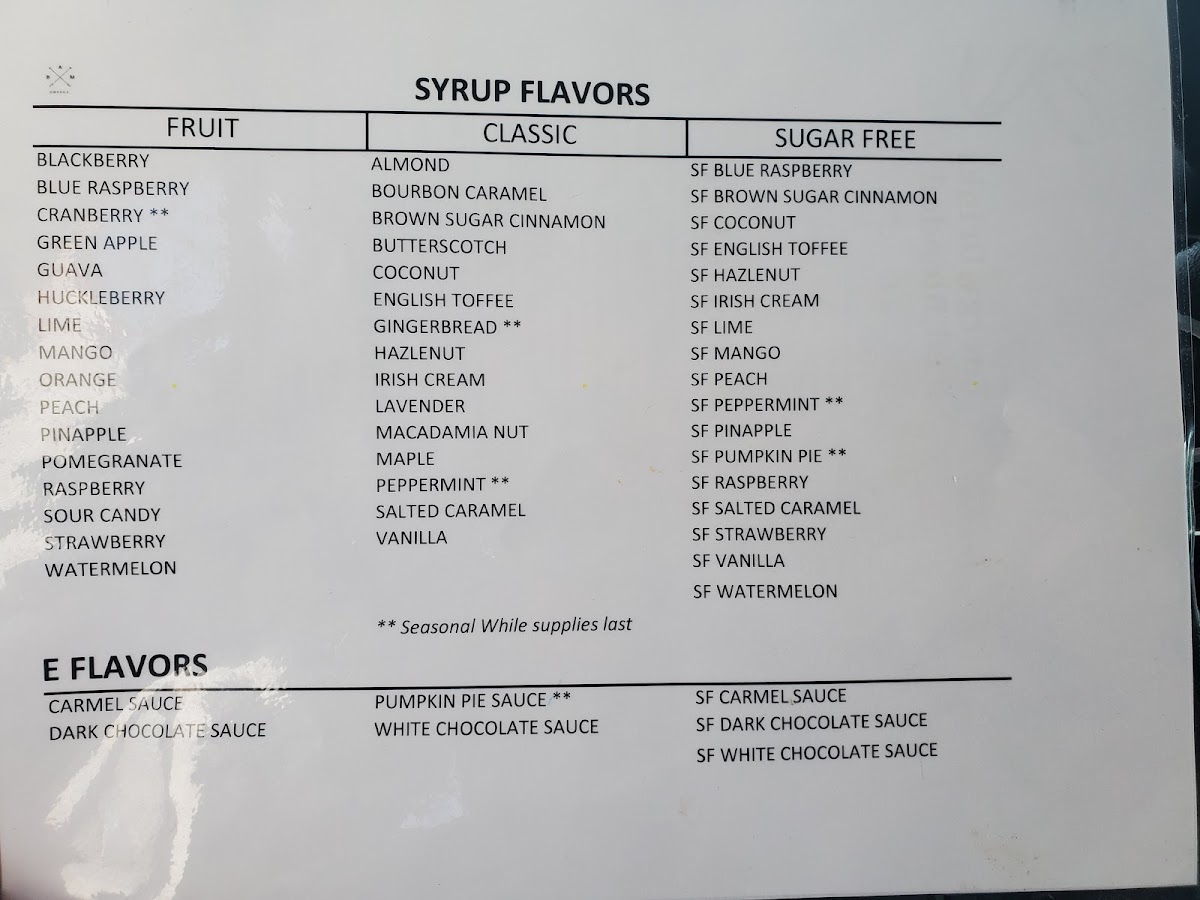 SYRUP FLAVORS
FRUIT
BLACKBERRY
BLUE RASPBERRY
CRANBERRY **
GREEN APPLE
GUAVA
HUCKLEBERRY
LIME
MANGO
ORANGE
PEACH
PINAPPLE
POMEGRANATE
RASPBERRY
SOUR CANDY
STRAWBERRY
WATERMELON
CLASSIC
ALMOND
BOURBON CARAMEL
BROWN SUGAR CINNAMON
BUTTERSCOTCH
COCONUT
ENGLISH TOFFEE
GINGERBREAD **
HAZLENUT
IRISH CREAM
LAVENDER
MACADAMIA NUT
MAPLE
PEPPERMINT **
SALTED CARAMEL
VANILLA
SUGAR FREE
SF BLUE RASPBERRY
SF BROWN SUGAR CINNAMON
SF COCONUT
SF ENGLISH TOFFEE
SF HAZLENUT
SF IRISH CREAM
SF LIME
SF MANGO
SF PEACH
SF PEPPERMINT **
SF PINAPPLE
SF PUMPKIN PIE **
SF RASPBERRY
SF SALTED CARAMEL
SF STRAWBERRY
SF VANILLA
SF WATERMELON
** Seasonal While supplies last
E FLAVORS
CARMEL SAUCE
DARK CHOCOLATE SAUCE
PUMPKIN PIE SAUCE **
WHITE CHOCOLATE SAUCE
SF CARMEL SAUCE
SF DARK CHOCOLATE SAUCE
SF WHITE CHOCOLATE SAUCE